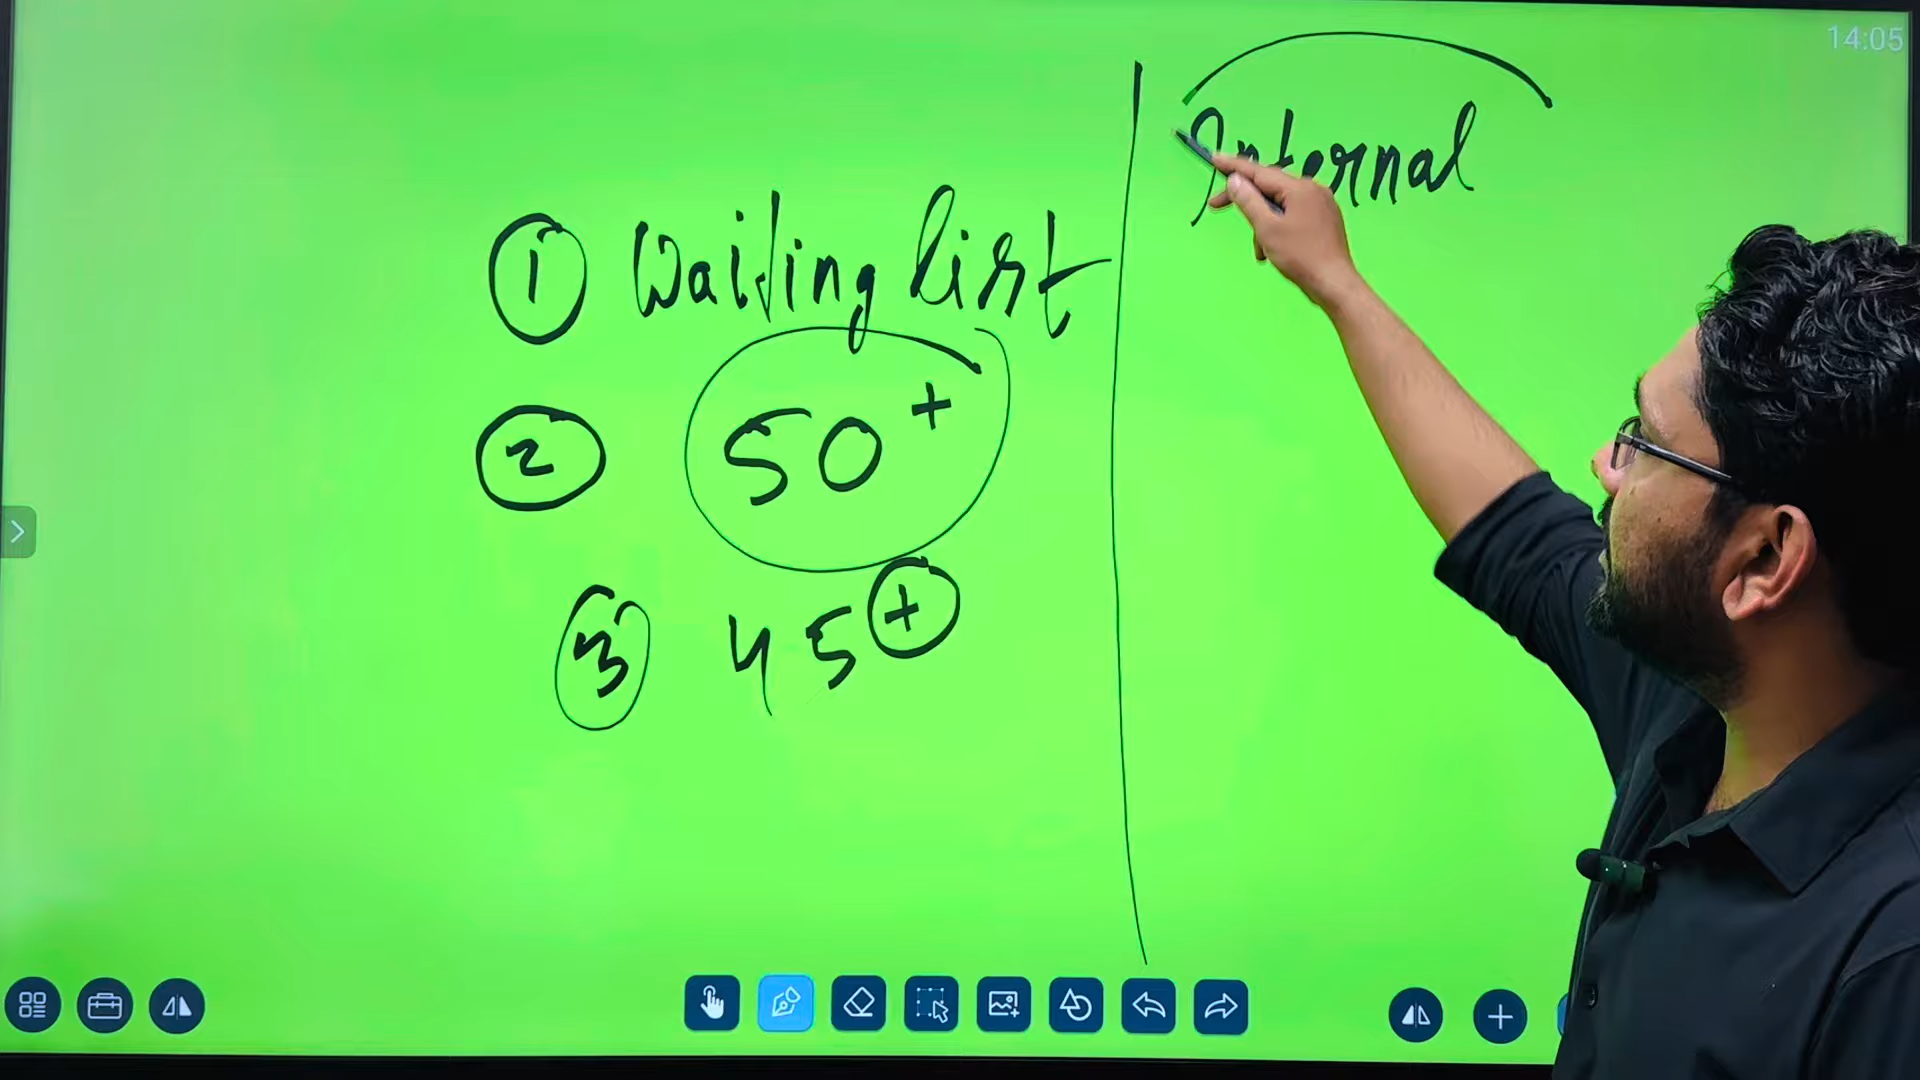 14:05
① Waiting list
② 50+
③ 45+
Internal